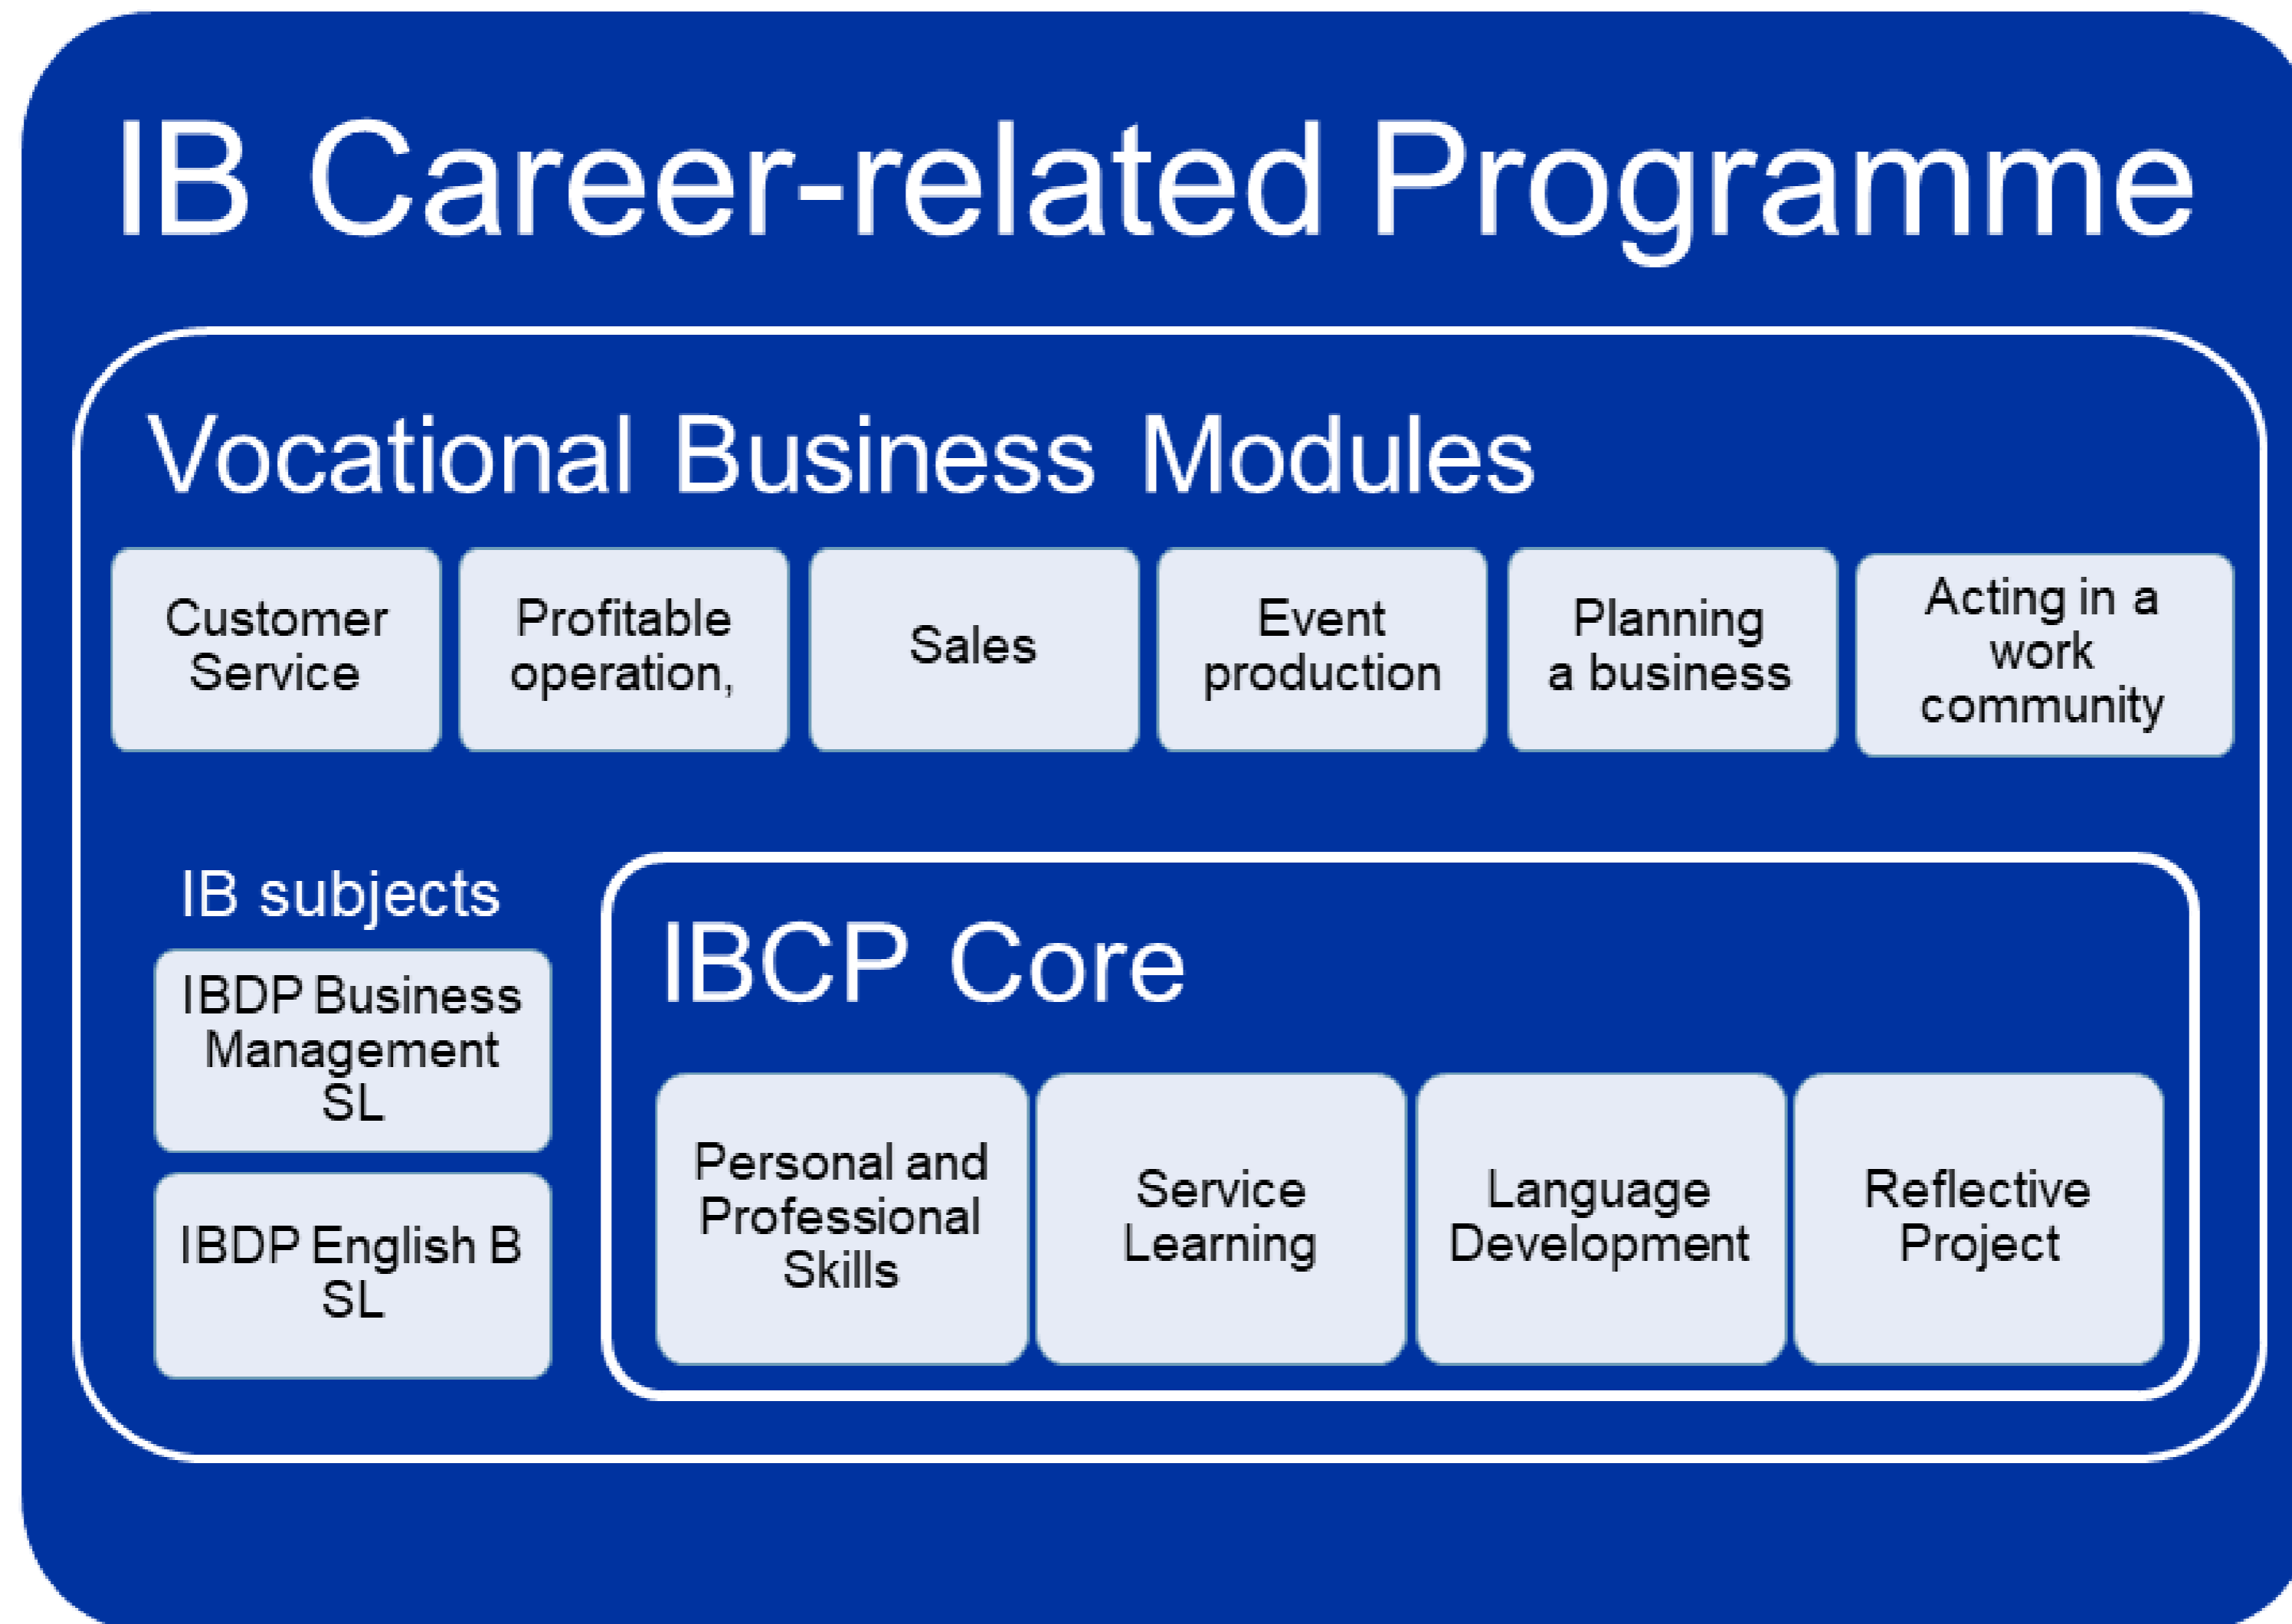 IB Career-related Programme
Vocational Business Modules
Customer
Service
Profitable
operation,
Sales
Event
production
Planning
a business
Acting in a
work
community
IB subjects
IBDP Business
Management
SL
IBDP English B
SL
IBCP Core
Personal and
Professional
Skills
Service
Learning
Language
Development
Reflective
Project